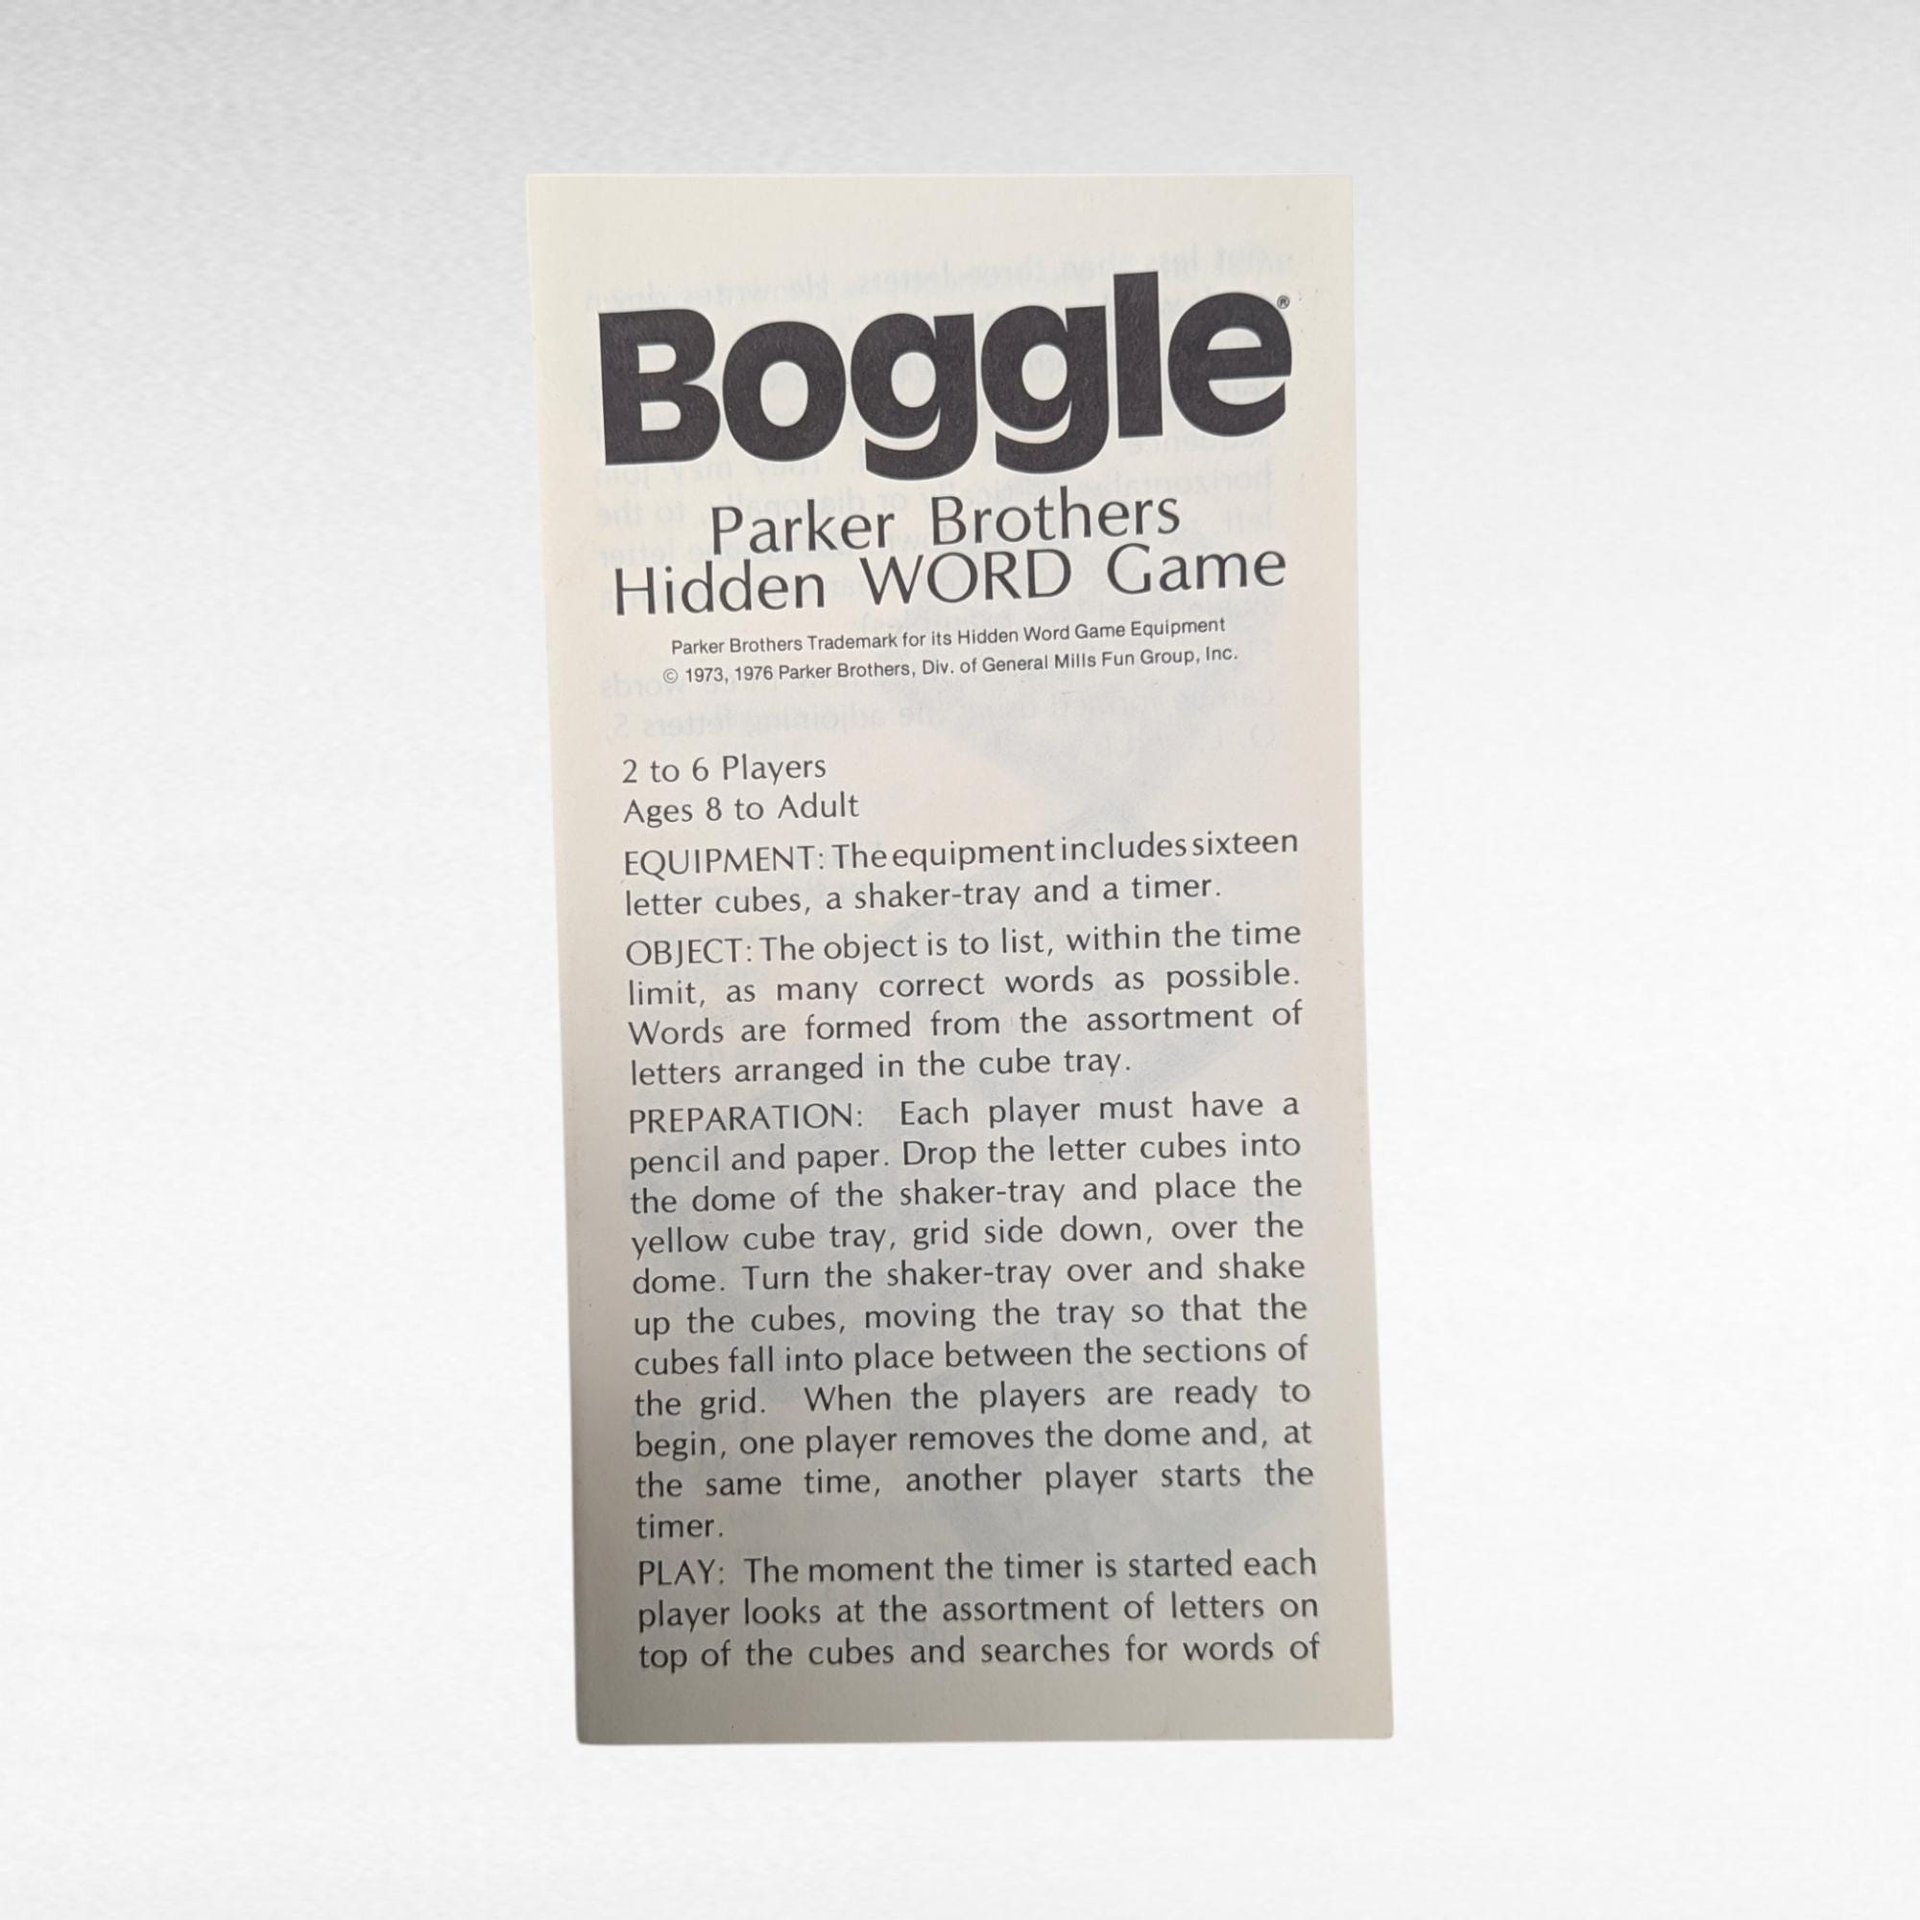 Boggle®
Parker Brothers
Hidden WORD Game
Parker Brothers Trademark for its Hidden Word Game Equipment
© 1973, 1976 Parker Brothers, Div. of General Mills Fun Group, Inc.
2 to 6 Players
Ages 8 to Adult
EQUIPMENT: The equipment includes sixteen
letter cubes, a shaker-tray and a timer.
OBJECT: The object is to list, within the time
limit, as many correct words as possible.
Words are formed from the assortment of
letters arranged in the cube tray.
PREPARATION: Each player must have a
pencil and paper. Drop the letter cubes into
the dome of the shaker-tray and place the
yellow cube tray, grid side down, over the
dome. Turn the shaker-tray over and shake
up the cubes, moving the tray so that the
cubes fall into place between the sections of
the grid. When the players are ready to
begin, one player removes the dome and, at
the same time, another player starts the
timer.
PLAY: The moment the timer is started each
player looks at the assortment of letters on
top of the cubes and searches for words of